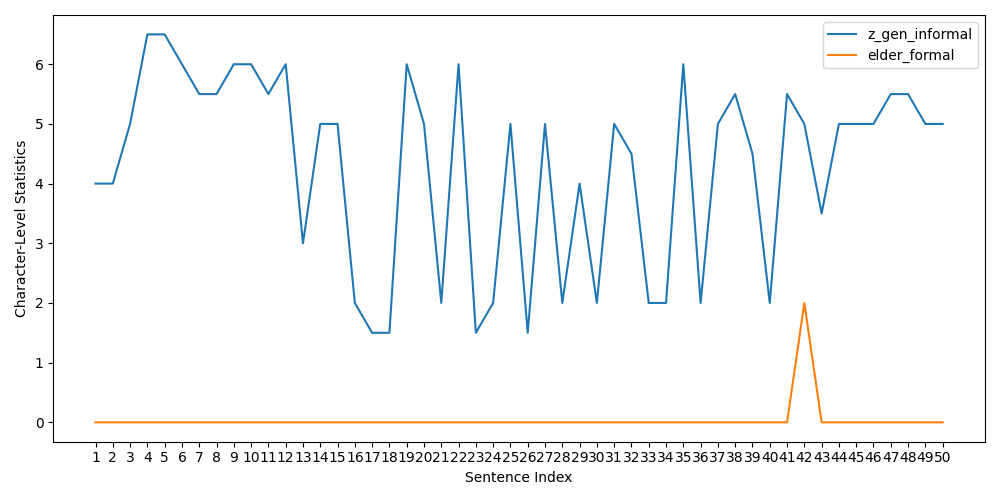 z_gen_informal
elder_formal
6
5
4
3
2
1
0
Character-Level Statistics
1 2 3 4 5 6 7 8 9 10 11 12 13 14 15 16 17 18 19 20 21 22 23 24 25 26 27 28 29 30 31 32 33 34 35 36 37 38 39 40 41 42 43 44 45 46 47 48 49 50
Sentence Index